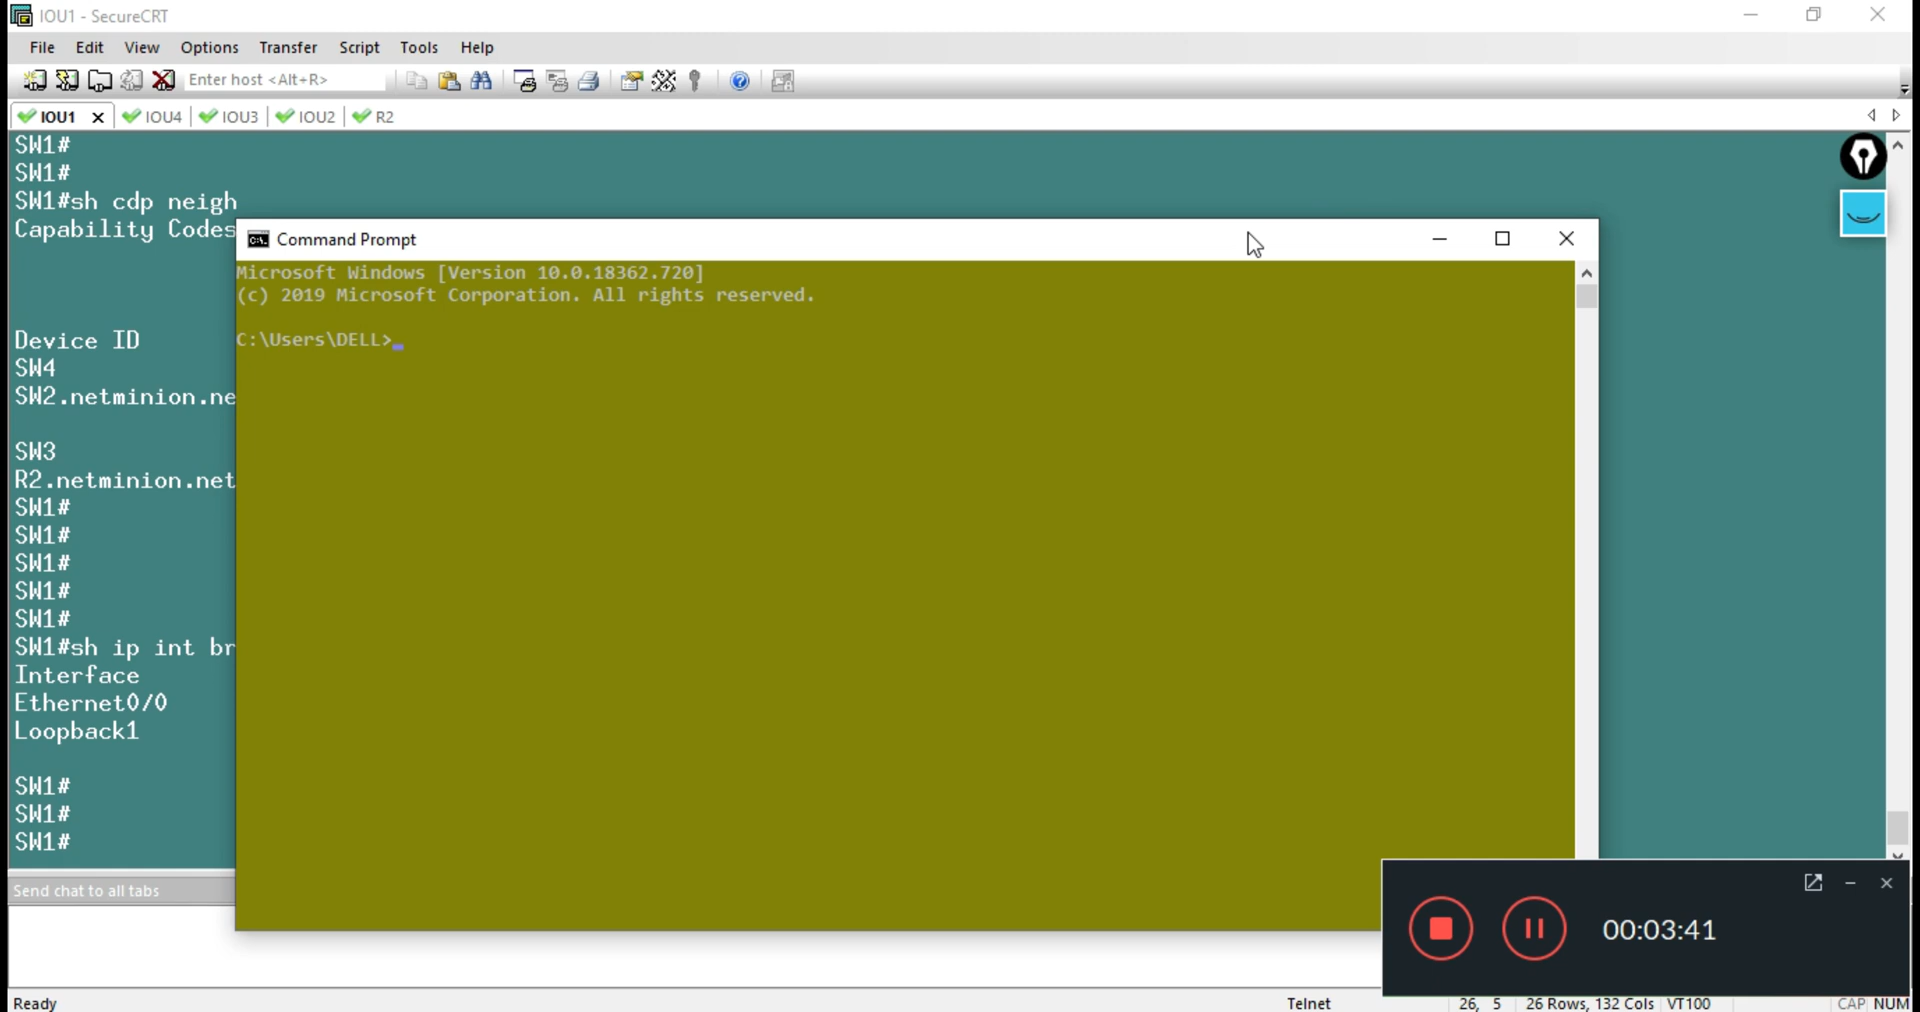 IOU1 - SecureCRT
File Edit View Options Transfer Script Tools Help
Enter host <Alt+R>
IOU1 IOU4 IOU3 IOU2 R2
SW1#
SW1#
SW1#sh cdp neigh
Capability Codes
Device ID
SW4
SW2.netminion.ne
SW3
R2.netminion.net
SW1#
SW1#
SW1#
SW1#
SW1#
SW1#sh ip int br
Interface
Ethernet0/0
Loopback1
SW1#
SW1#
SW1#
Command Prompt
Microsoft Windows [Version 10.0.18362.720]
(c) 2019 Microsoft Corporation. All rights reserved.
C:\Users\DELL>
Send chat to all tabs
00:03:41
Ready Telnet 26, 5 26 Rows, 132 Cols VT100 CAP NUM